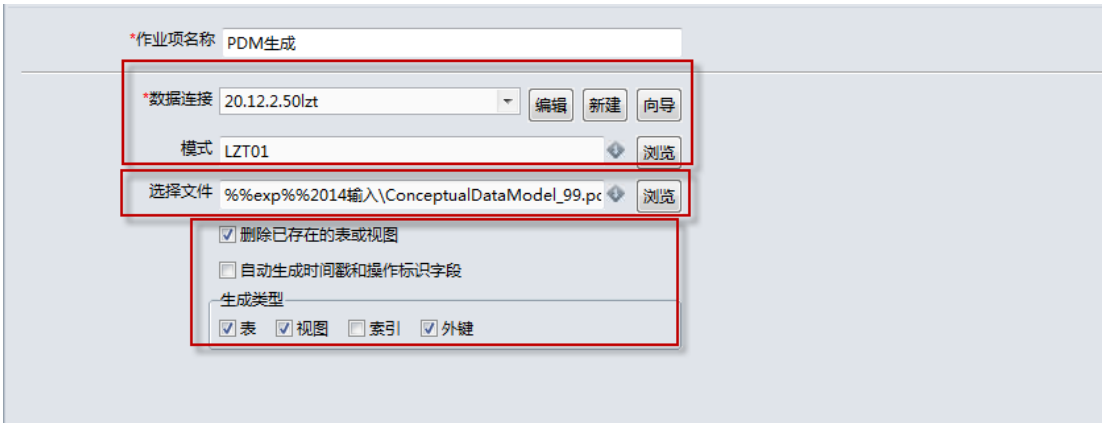 *作业项名称 PDM生成
*数据连接 20.12.2.50lzt 编辑 新建 向导
模式 LZT01 浏览
选择文件 %%exp%%2014输入\ConceptualDataModel_99.pc 浏览
删除已存在的表或视图
自动生成时间戳和操作标识字段
生成类型
表 视图 索引 外键